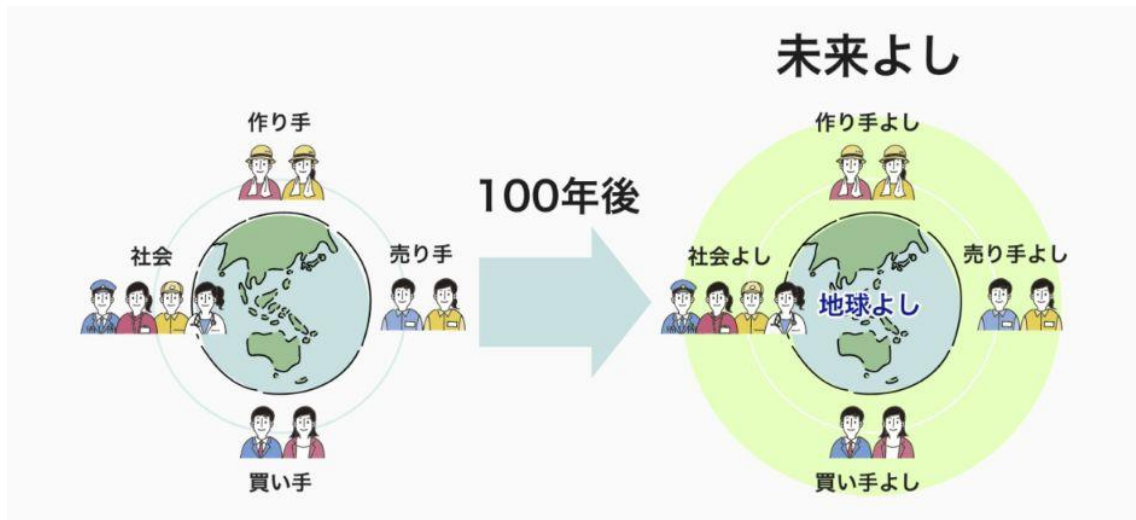 未来よし
作り手
作り手よし
100年後
社会
売り手
社会よし
売り手よし
地球よし
買い手
買い手よし